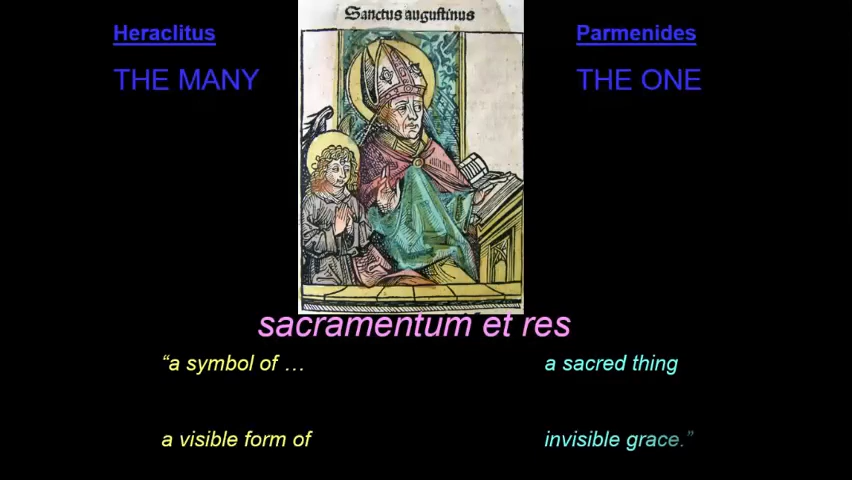 Sanctus augustinus
Heraclitus
Parmenides
THE MANY
THE ONE
sacramentum et res
“a symbol of …
a sacred thing
a visible form of
invisible grace.”